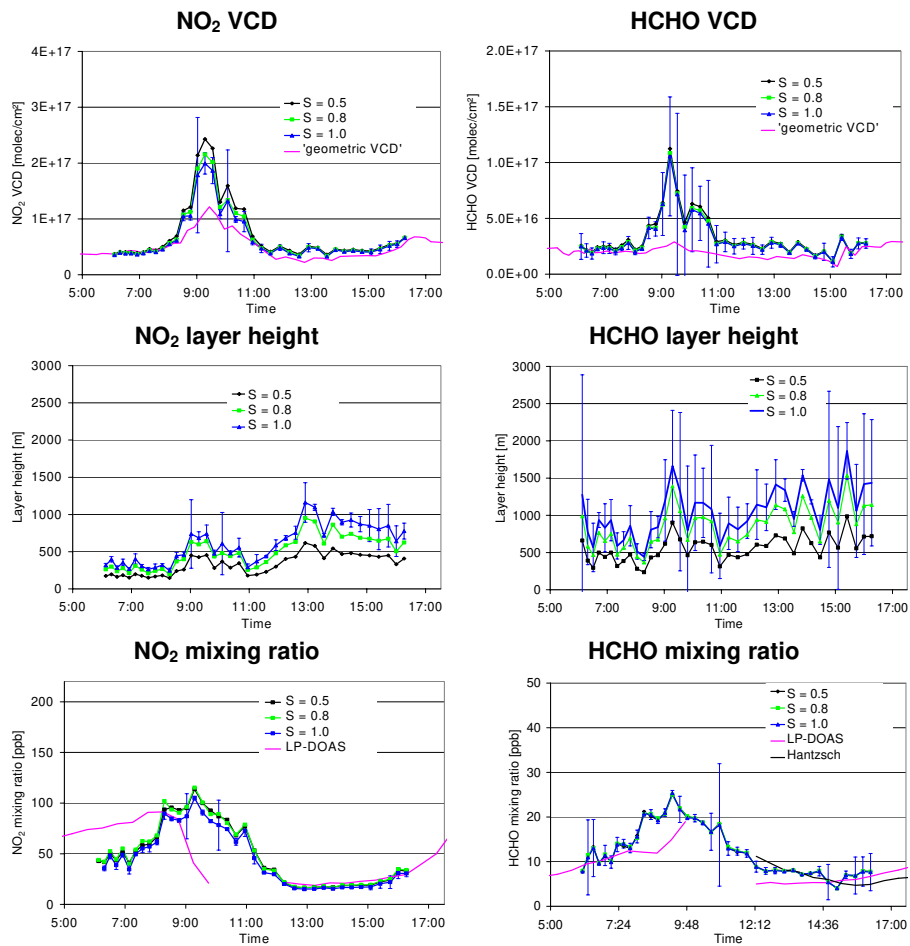 NO₂ VCD
4E+17
3E+17
2E+17
1E+17
0
NO₂ VCD [molec/cm²]
S = 0.5
S = 0.8
S = 1.0
'geometric VCD'
5:00 7:00 9:00 11:00 13:00 15:00 17:00
Time
HCHO VCD
2.0E+17
1.5E+17
1.0E+17
5.0E+16
0.0E+00
HCHO VCD [molec/cm²]
S = 0.5
S = 0.8
S = 1.0
'geometric VCD'
5:00 7:00 9:00 11:00 13:00 15:00 17:00
Time
NO₂ layer height
3000
2500
2000
1500
1000
500
0
Layer height [m]
S = 0.5
S = 0.8
S = 1.0
5:00 7:00 9:00 11:00 13:00 15:00 17:00
Time
HCHO layer height
3000
2500
2000
1500
1000
500
0
Layer height [m]
S = 0.5
S = 0.8
S = 1.0
5:00 7:00 9:00 11:00 13:00 15:00 17:00
Time
NO₂ mixing ratio
200
150
100
50
0
NO₂ mixing ratio [ppb]
S = 0.5
S = 0.8
S = 1.0
LP-DOAS
5:00 7:00 9:00 11:00 13:00 15:00 17:00
Time
HCHO mixing ratio
50
40
30
20
10
0
HCHO mixing ratio [ppb]
S = 0.5
S = 0.8
S = 1.0
LP-DOAS
Hantzsch
5:00 7:24 9:48 12:12 14:36 17:00
Time